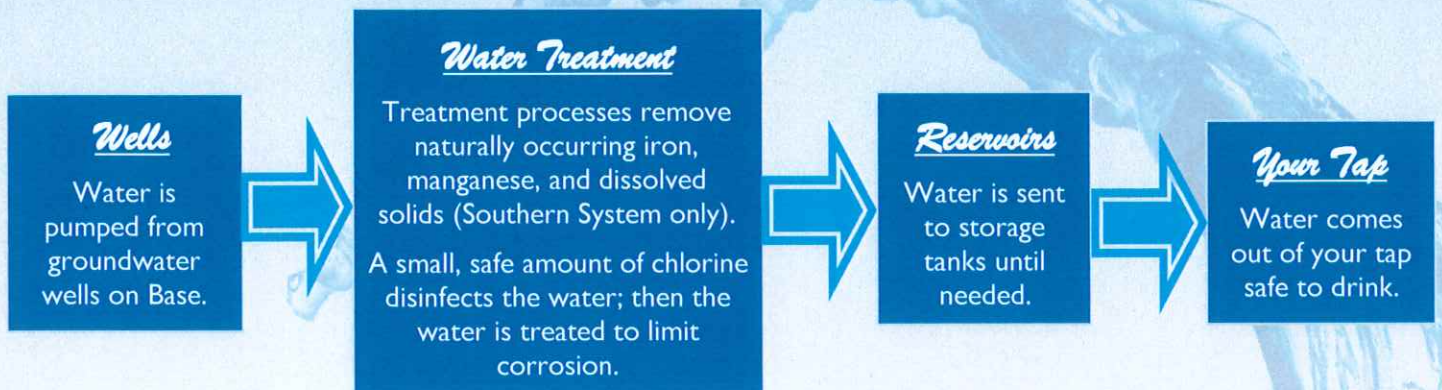 Wells
Water is
pumped from
groundwater
wells on Base.
Water Treatment
Treatment processes remove
naturally occurring iron,
manganese, and dissolved
solids (Southern System only).
A small, safe amount of chlorine
disinfects the water; then the
water is treated to limit
corrosion.
Reservoirs
Water is sent
to storage
tanks until
needed.
Your Tap
Water comes
out of your tap
safe to drink.